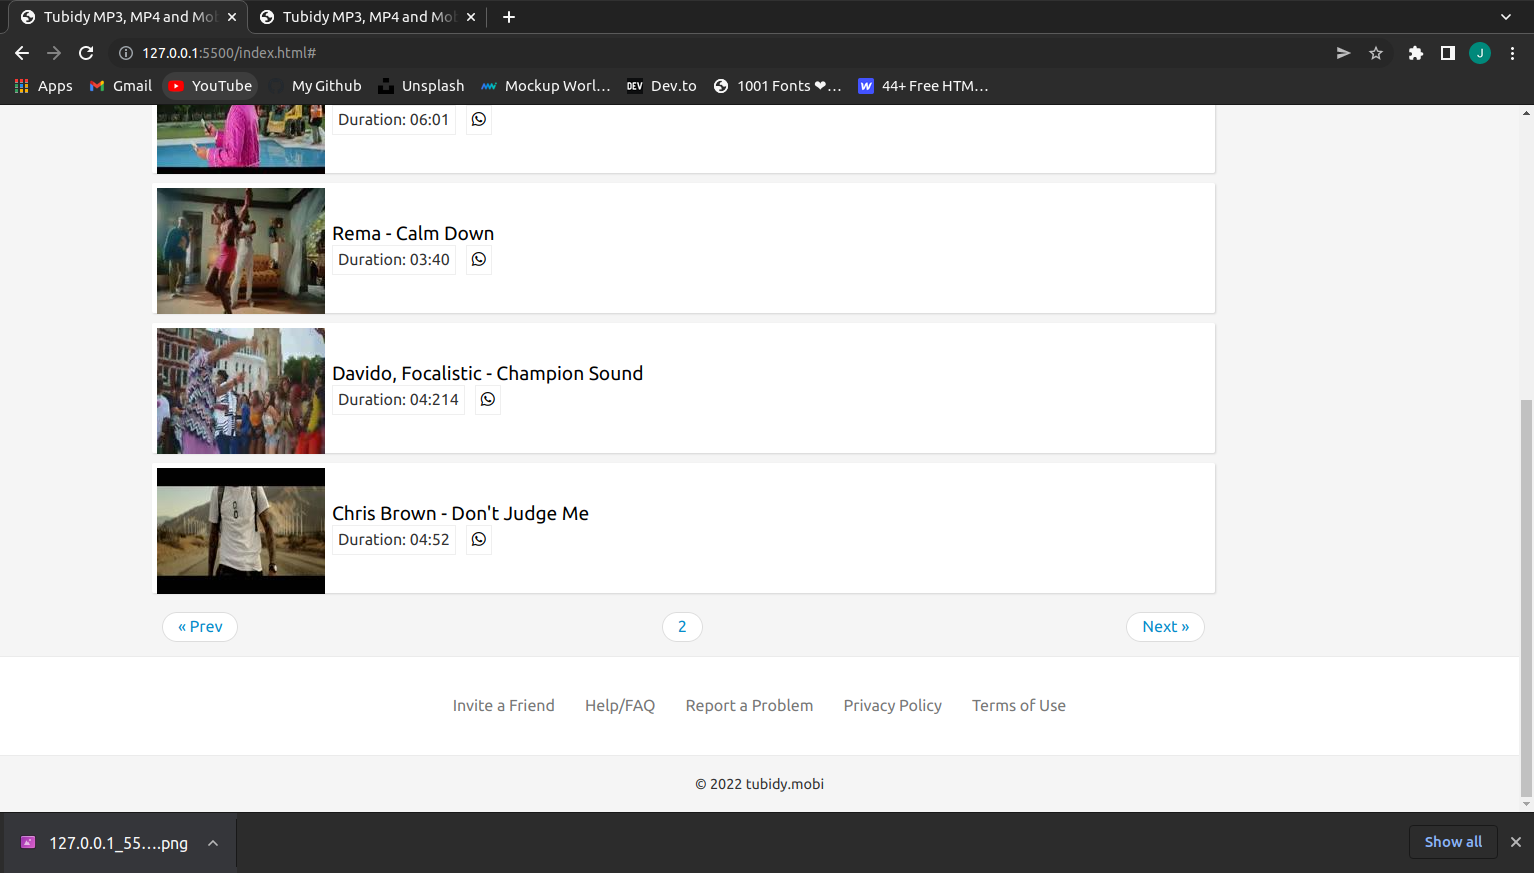 Tubidy MP3, MP4 and Mob
Tubidy MP3, MP4 and Mob
127.0.0.1:5500/index.html#
J
Apps
Gmail
YouTube
My Github
Unsplash
Mockup Worl...
DEV
Dev.to
1001 Fonts ❤...
W
44+ Free HTM...
Duration: 06:01
Rema - Calm Down
Duration: 03:40
Davido, Focalistic - Champion Sound
Duration: 04:214
Chris Brown - Don't Judge Me
Duration: 04:52
« Prev
2
Next »
Invite a Friend
Help/FAQ
Report a Problem
Privacy Policy
Terms of Use
© 2022 tubidy.mobi
127.0.0.1_55....png
Show all